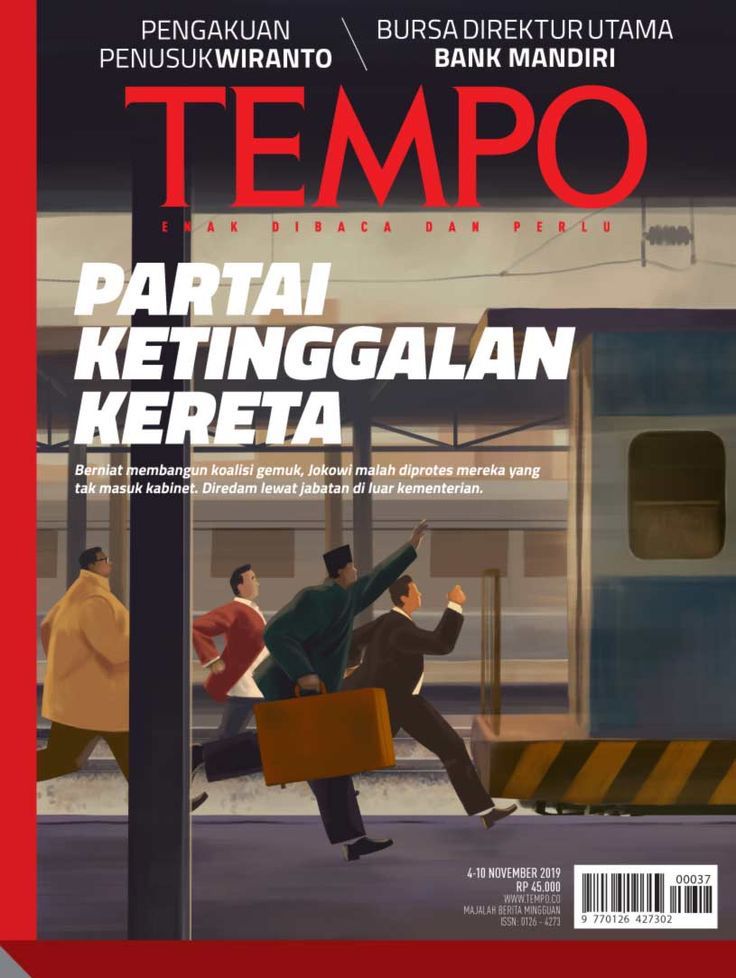 PENGAKUAN
PENUSUK WIRANTO
BURSA DIREKTUR UTAMA
BANK MANDIRI
TEMPO
ENAK DIBACA DAN PERLU
PARTAI
KETINGGALAN
KERETA
Berniat membangun koalisi gemuk, Jokowi malah diprotes mereka yang
tak masuk kabinet. Diredam lewat jabatan di luar kementerian.
4-10 NOVEMBER 2019
RP 45.000
WWW.TEMPO.CO
MAJALAH BERITA MINGGUAN
ISSN: 0126 - 4273
00037
9 770126 427302